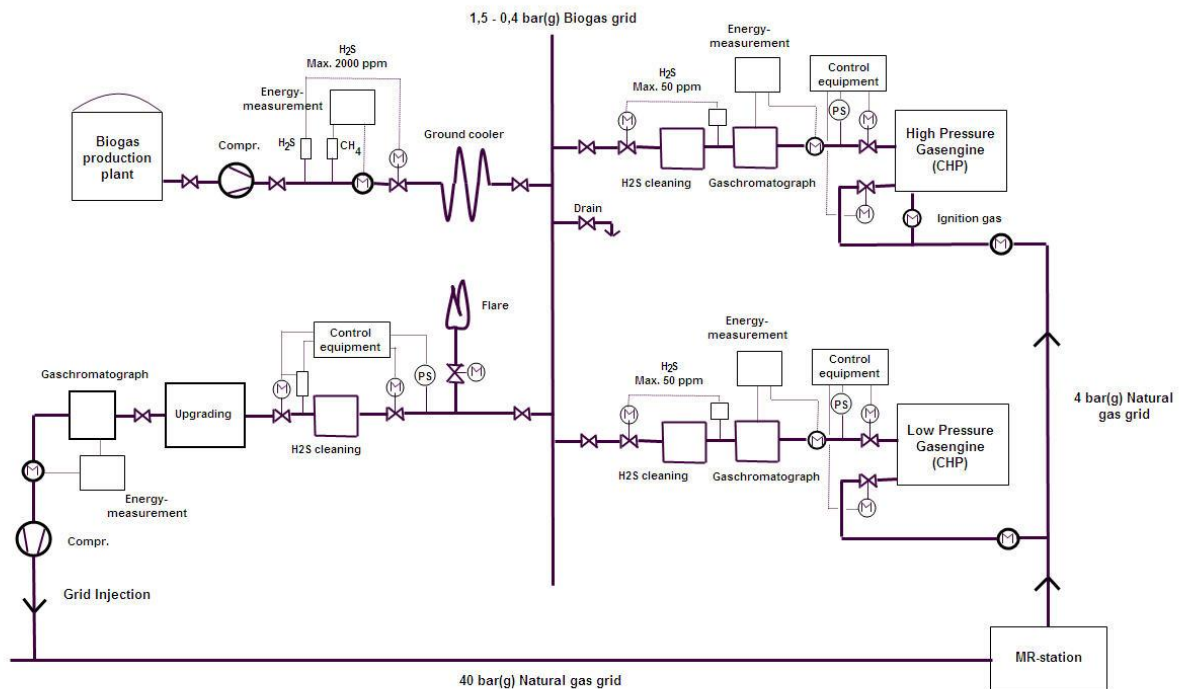 1,5 - 0,4 bar(g) Biogas grid
H2S
Max. 2000 ppm
Energy-
measurement
Biogas
production
plant
Compr.
H2S
CH4
M
M
Ground cooler
Drain
Energy-
measurement
H2S
Max. 50 ppm
Control
equipment
M
PS
M
M
High Pressure
Gasengine
(CHP)
H2S cleaning
Gaschromatograph
M
M
Ignition gas
M
Flare
Control
equipment
M
M
PS
M
Gaschromatograph
Upgrading
H2S cleaning
M
Energy-
measurement
Compr.
Grid Injection
Energy-
measurement
H2S
Max. 50 ppm
Control
equipment
M
PS
M
M
Low Pressure
Gasengine
(CHP)
H2S cleaning
Gaschromatograph
M
M
4 bar(g) Natural
gas grid
MR-station
40 bar(g) Natural gas grid